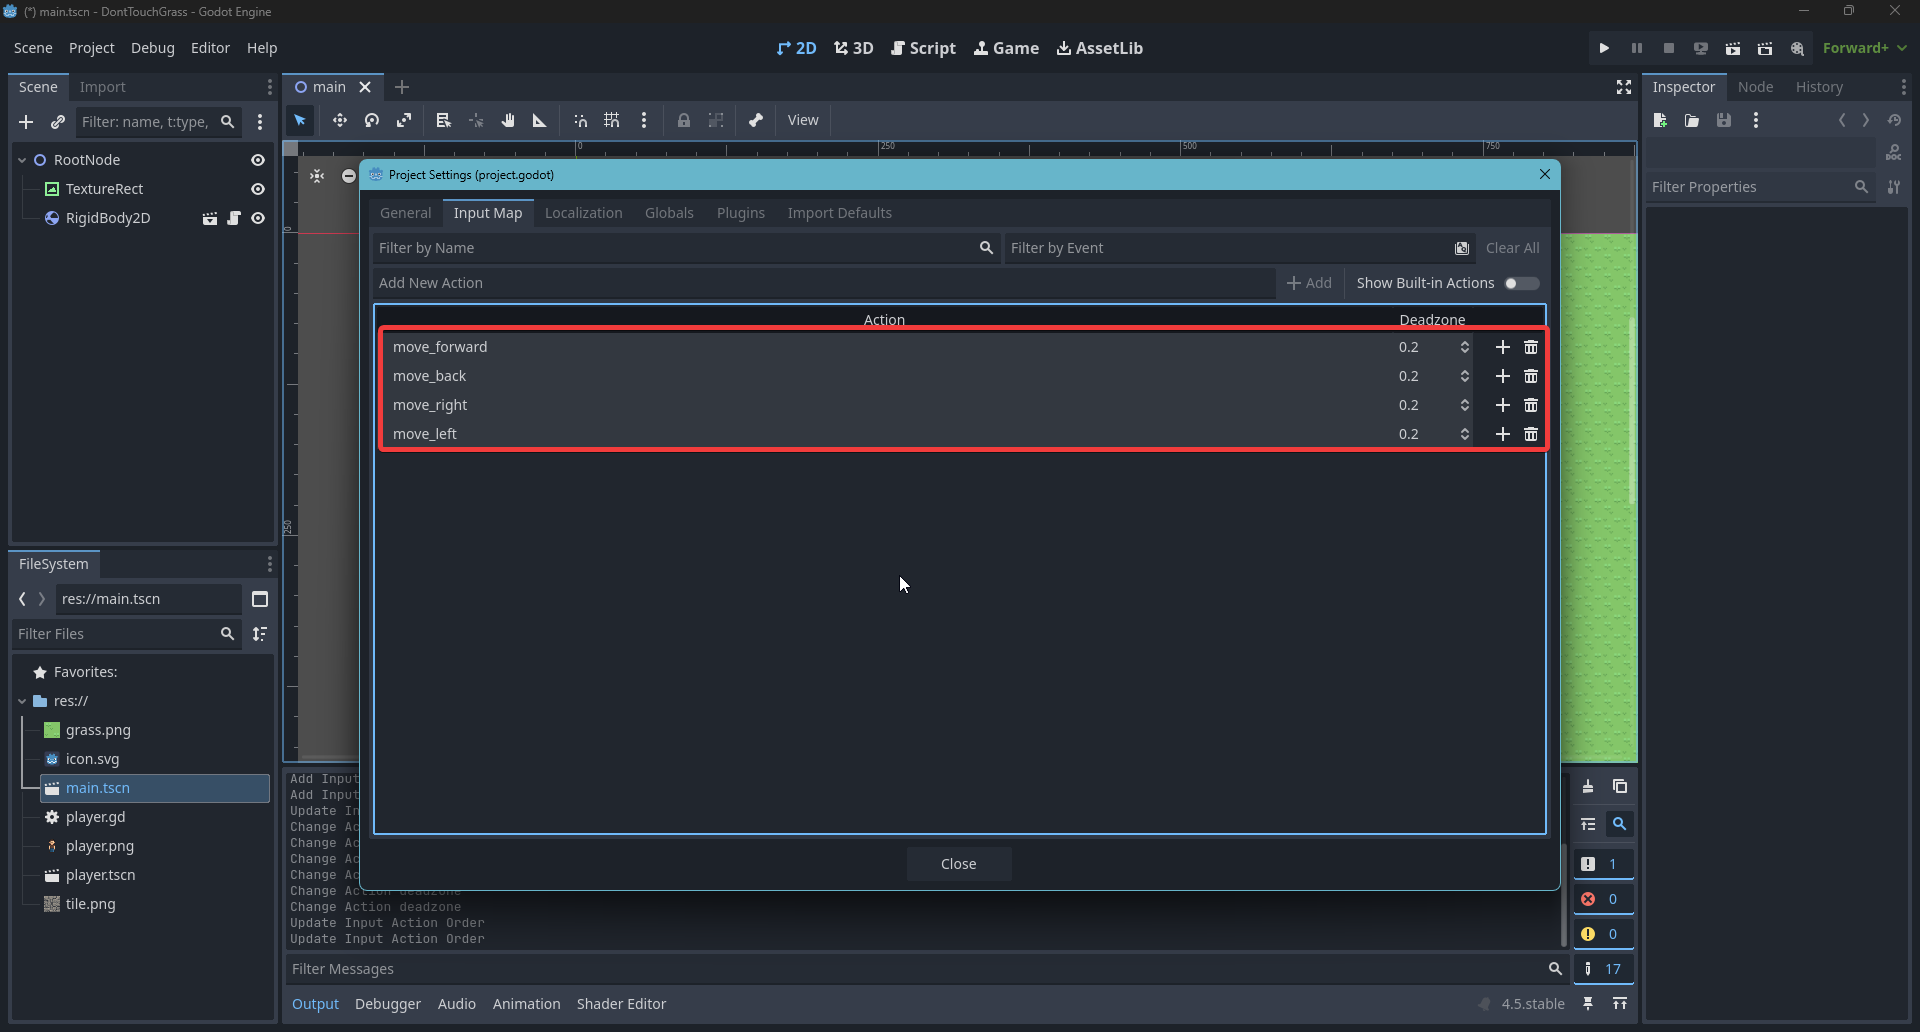 (*) main.tscn - DontTouchGrass - Godot Engine
Scene Project Debug Editor Help
2D 3D Script Game AssetLib
Forward+
Scene Import
main
Inspector Node History
Filter: name, t:type,
View
RootNode
TextureRect
RigidBody2D
0 250 500 750
0
250
DOC
Filter Properties
Project Settings (project.godot)
General Input Map Localization Globals Plugins Import Defaults
Filter by Name
Filter by Event
Clear All
Add New Action
Add
Show Built-in Actions
Action Deadzone
move_forward 0.2
move_back 0.2
move_right 0.2
move_left 0.2
Close
FileSystem
res://main.tscn
Filter Files
Favorites:
res://
grass.png
icon.svg
main.tscn
player.gd
player.png
player.tscn
tile.png
Add Input
Add Input
Update In
Change Ac
Change Ac
Change Ac
Change Ac
Change Action deadzone
Change Action deadzone
Update Input Action Order
Update Input Action Order
1
0
0
17
Filter Messages
Output Debugger Audio Animation Shader Editor
4.5.stable